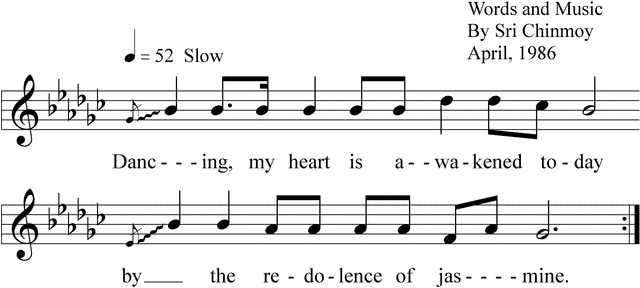 Words and Music
By Sri Chinmoy
April, 1986
= 52 Slow
Danc - - - ing, my heart is a - - wa - kened to - day
by____ the re - do - lence of jas - - - - mine.